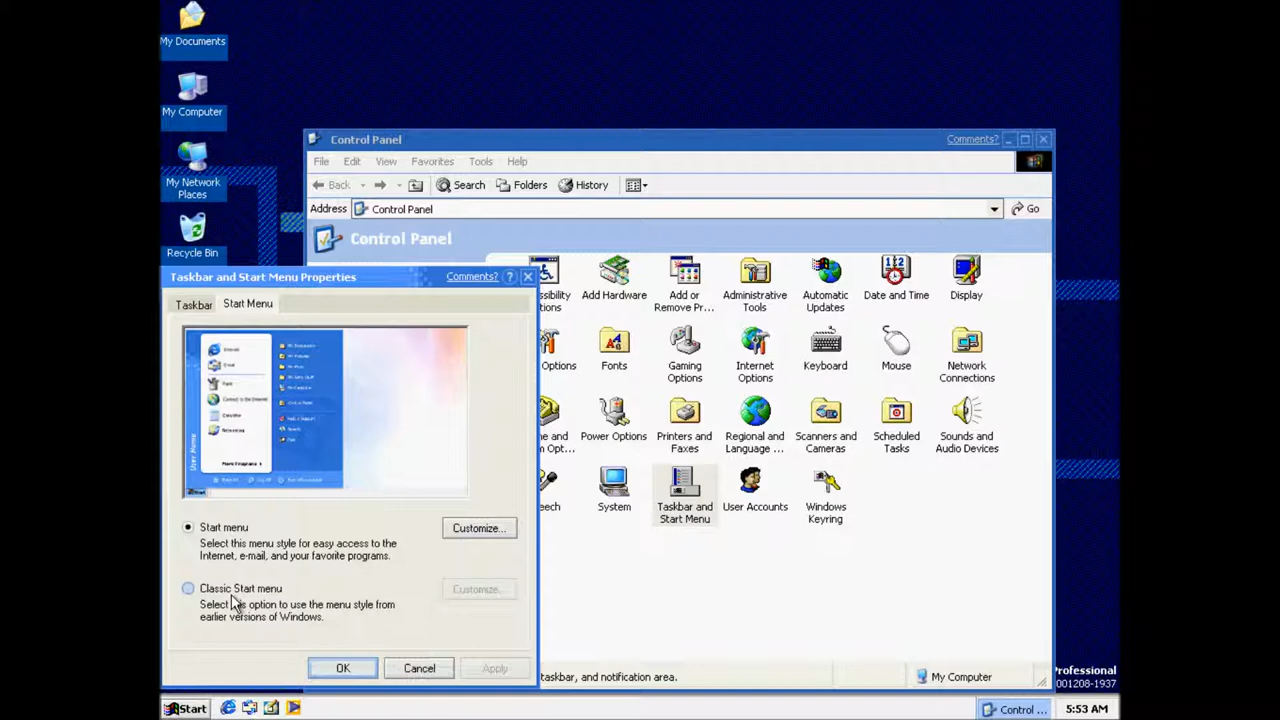 My Documents
My Computer
My Network
Places
Recycle Bin
Control Panel
Comments?
File Edit View Favorites Tools Help
Back Search Folders History
Address Control Panel Go
Control Panel
Add Hardware
Add or
Remove Pr...
Administrative
Tools
Automatic
Updates
Date and Time
Display
Fonts
Gaming
Options
Internet
Options
Keyboard
Mouse
Network
Connections
Power Options
Printers and
Faxes
Regional and
Language ...
Scanners and
Cameras
Scheduled
Tasks
Sounds and
Audio Devices
System
Taskbar and
Start Menu
User Accounts
Windows
Keyring
taskbar, and notification area.
My Computer
Taskbar and Start Menu Properties Comments?
Taskbar Start Menu
Start menu Customize...
Select this menu style for easy access to the
Internet, e-mail, and your favorite programs.
Classic Start menu Customize...
Select this option to use the menu style from
earlier versions of Windows.
OK Cancel Apply
Professional
001208-1937
Start Control ... 5:53 AM